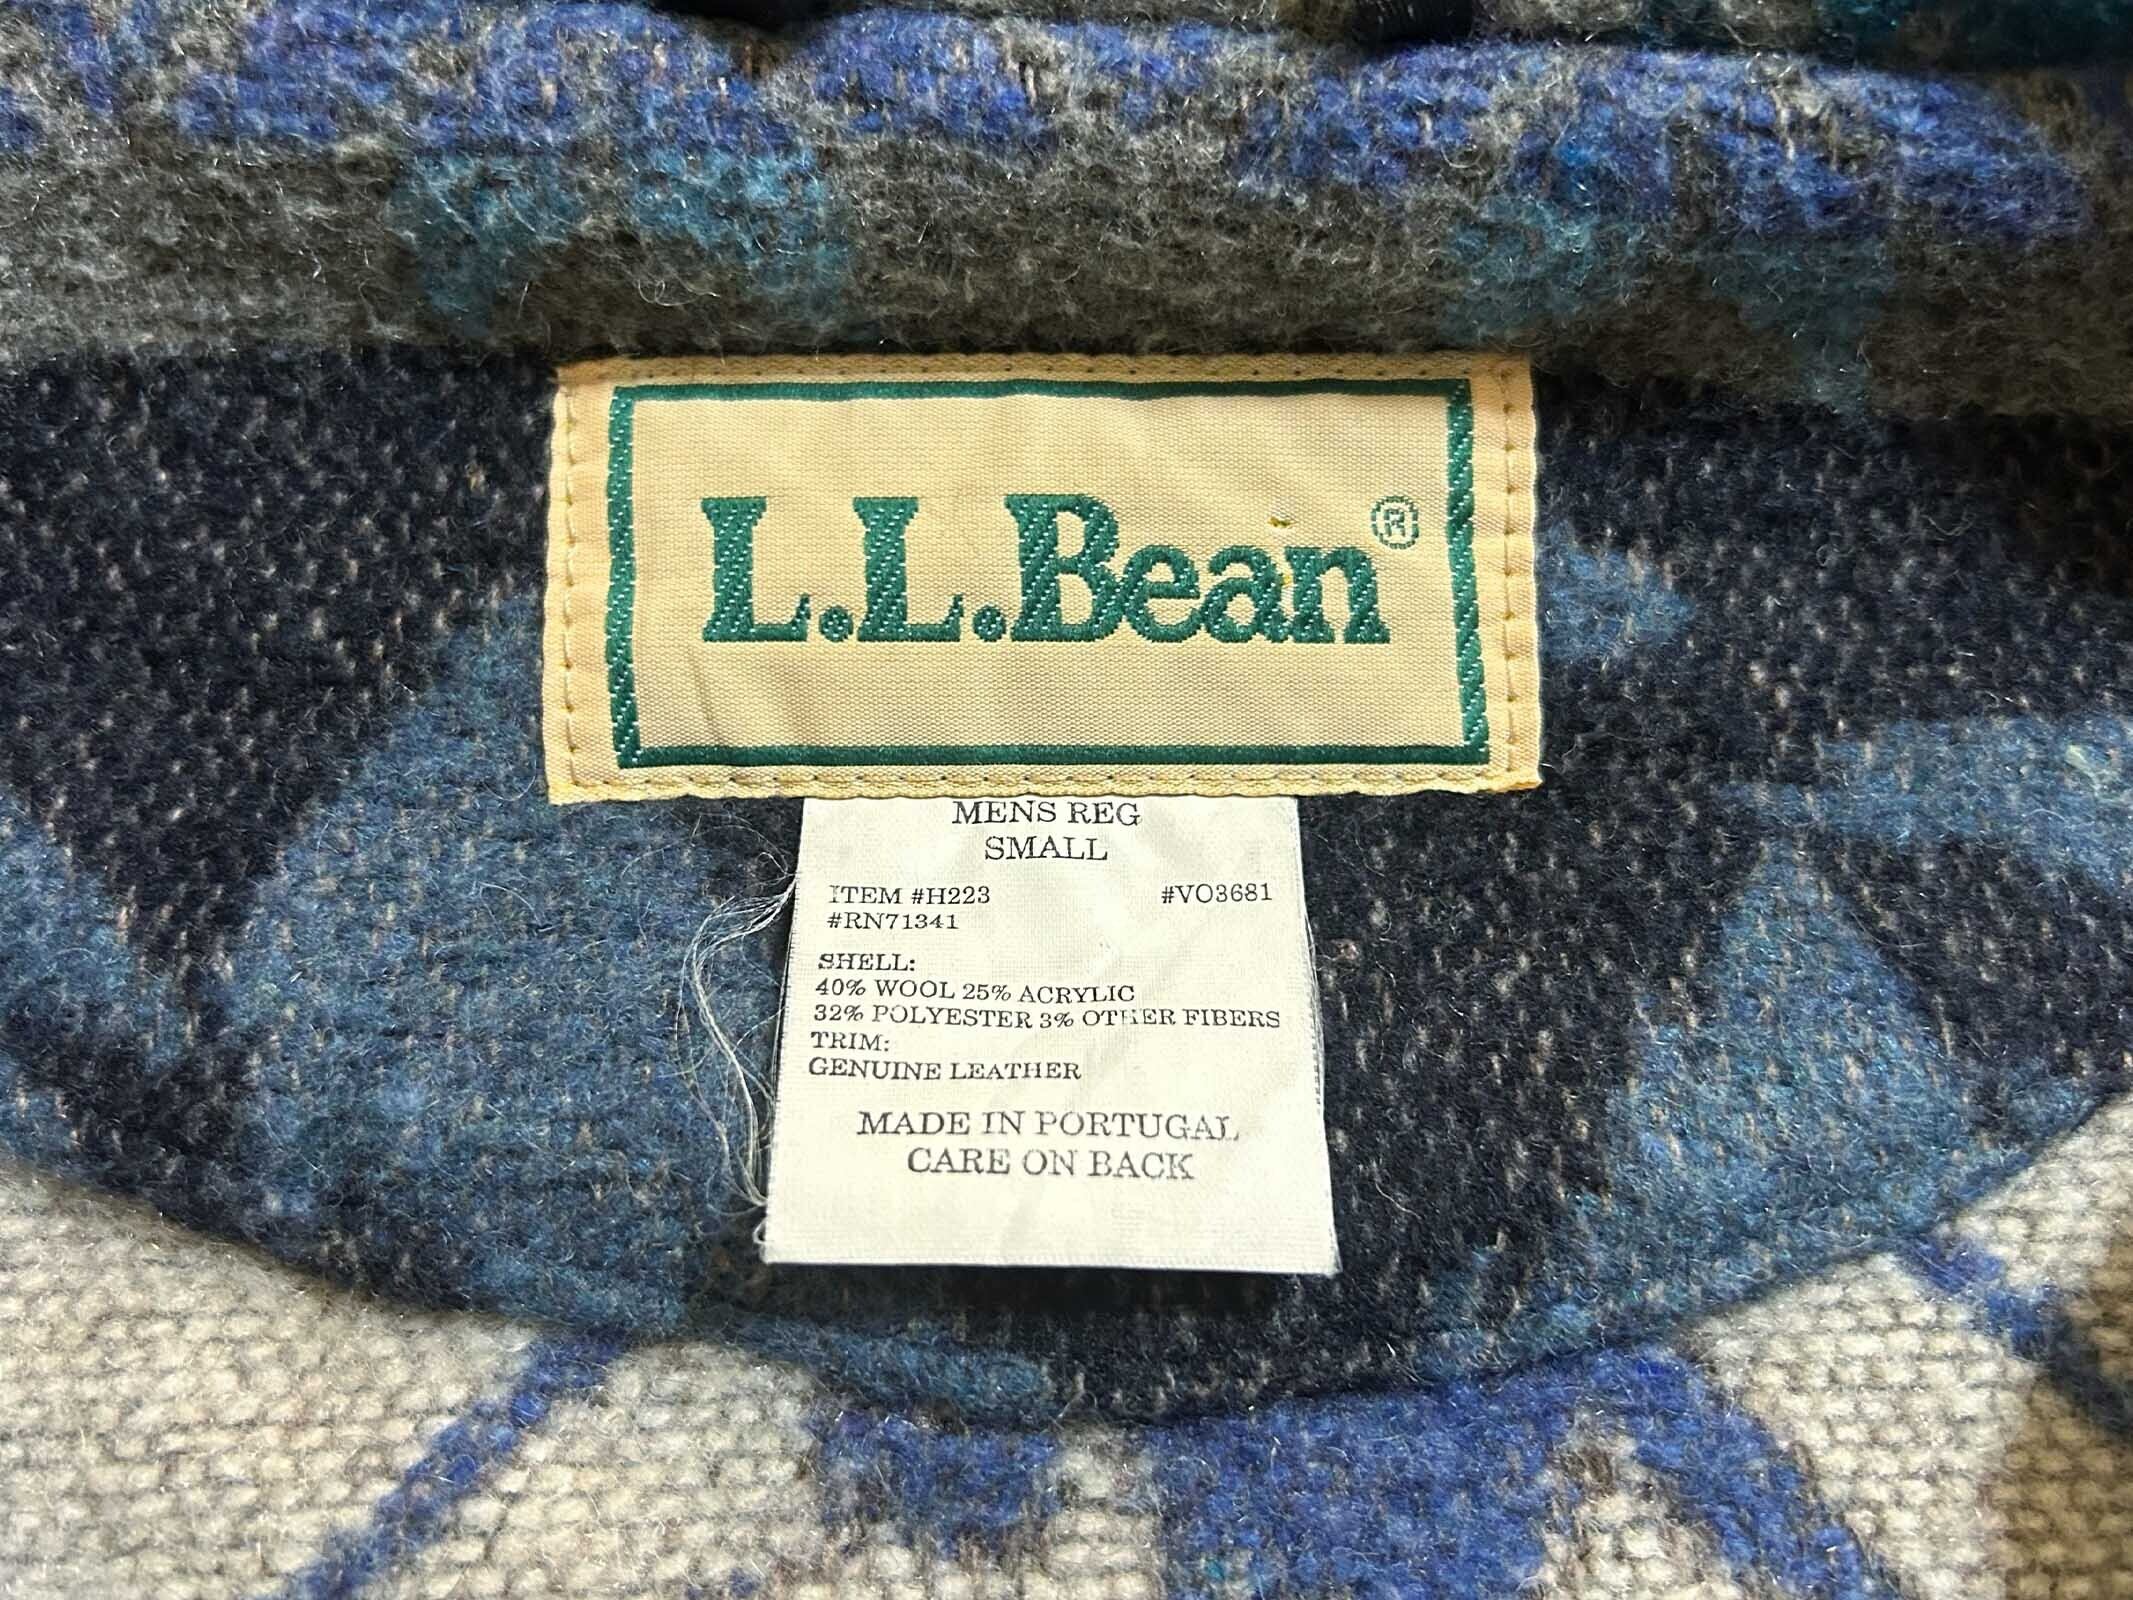 L.L.Bean®
MENS REG
SMALL
ITEM #H223 #VO3681
#RN71341
SHELL:
40% WOOL 25% ACRYLIC
32% POLYESTER 3% OTHER FIBERS
TRIM:
GENUINE LEATHER
MADE IN PORTUGAL
CARE ON BACK